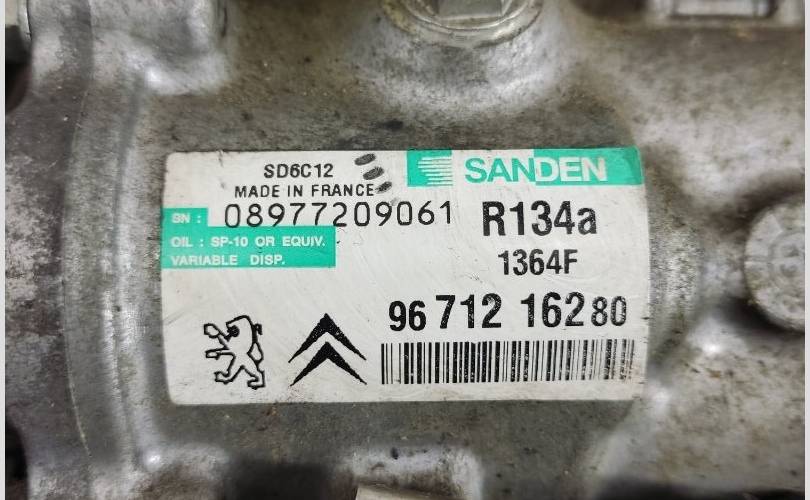 SD6C12
SANDEN
MADE IN FRANCE
SN : 08977209061
R134a
OIL : SP-10 OR EQUIV.
VARIABLE DISP.
1364F
96 712 162 80